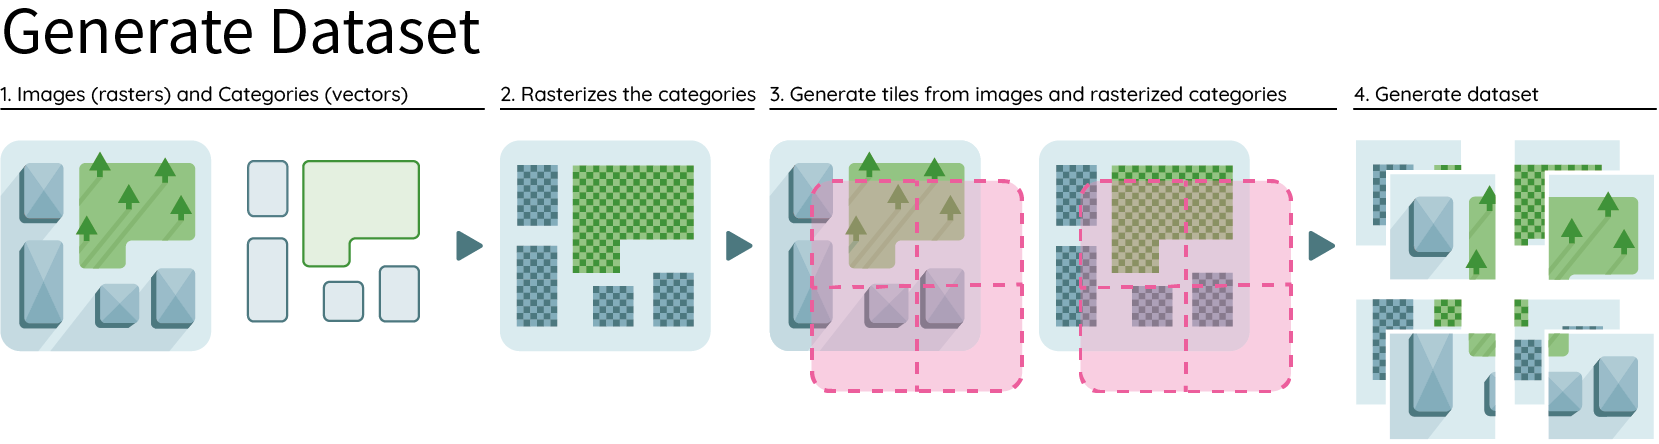 Generate Dataset
1. Images (rasters) and Categories (vectors)
2. Rasterizes the categories
3. Generate tiles from images and rasterized categories
4. Generate dataset